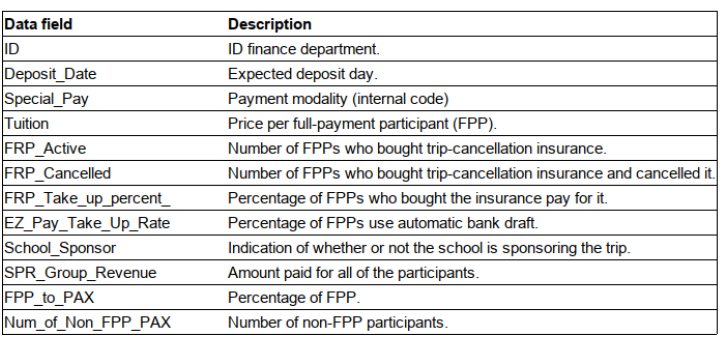 Data field Description
ID ID finance department.
Deposit_Date Expected deposit day.
Special_Pay Payment modality (internal code)
Tuition Price per full-payment participant (FPP).
FRP_Active Number of FPPs who bought trip-cancellation insurance.
FRP_Cancelled Number of FPPs who bought trip-cancellation insurance and cancelled it.
FRP_Take_up_percent_ Percentage of FPPs who bought the insurance pay for it.
EZ_Pay_Take_Up_Rate Percentage of FPPs use automatic bank draft.
School_Sponsor Indication of whether or not the school is sponsoring the trip.
SPR_Group_Revenue Amount paid for all of the participants.
FPP_to_PAX Percentage of FPP.
Num_of_Non_FPP_PAX Number of non-FPP participants.